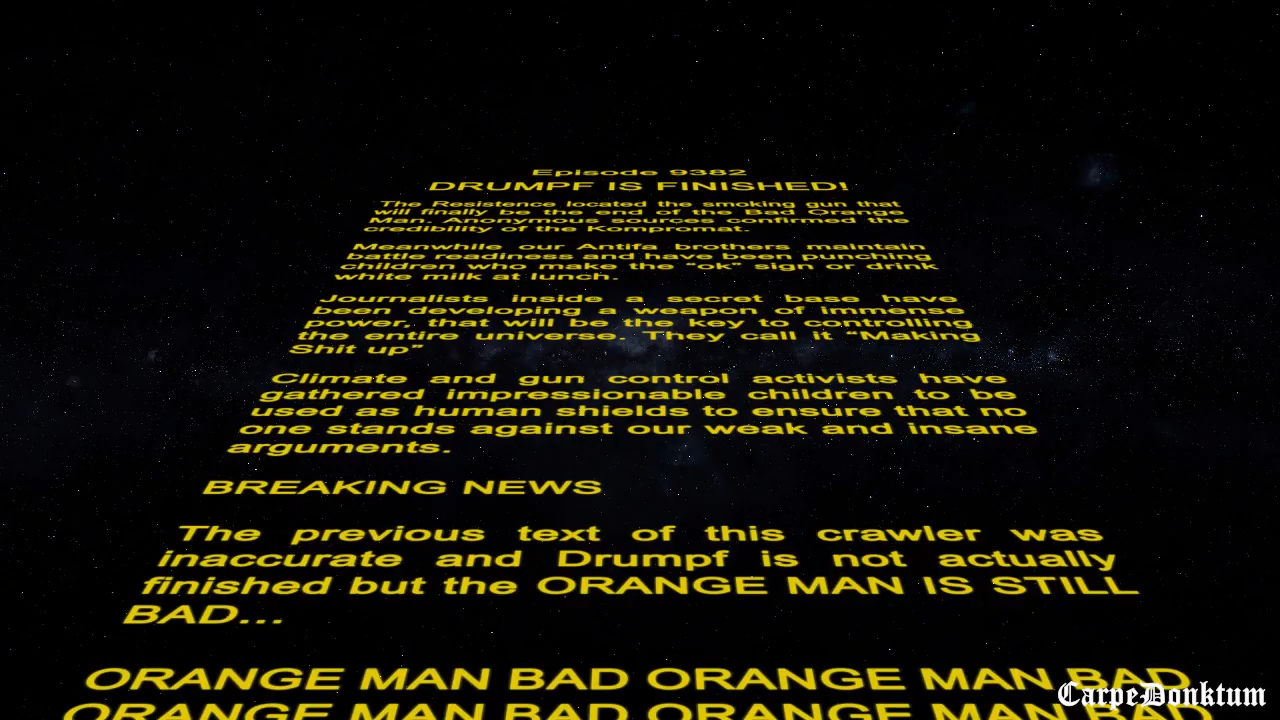 Episode 9382
DRUMPF IS FINISHED!
The Resistence located the smoking gun that
will finally be the end of the Bad Orange
Man. Anonymous sources confirmed the
credibility of the Kompromat.
Meanwhile our Antifa brothers maintain
battle readiness and have been punching
children who make the "ok" sign or drink
white milk at lunch.
Journalists inside a secret base have
been developing a weapon of immense
power, that will be the key to controlling
the entire universe. They call it "Making
Shit up"
Climate and gun control activists have
gathered impressionable children to be
used as human shields to ensure that no
one stands against our weak and insane
arguments.
BREAKING NEWS
The previous text of this crawler was
inaccurate and Drumpf is not actually
finished but the ORANGE MAN IS STILL
BAD...
ORANGE MAN BAD ORANGE MAN BAD
ORANGE MAN BAD ORANGE MAN
CarpeDonktum